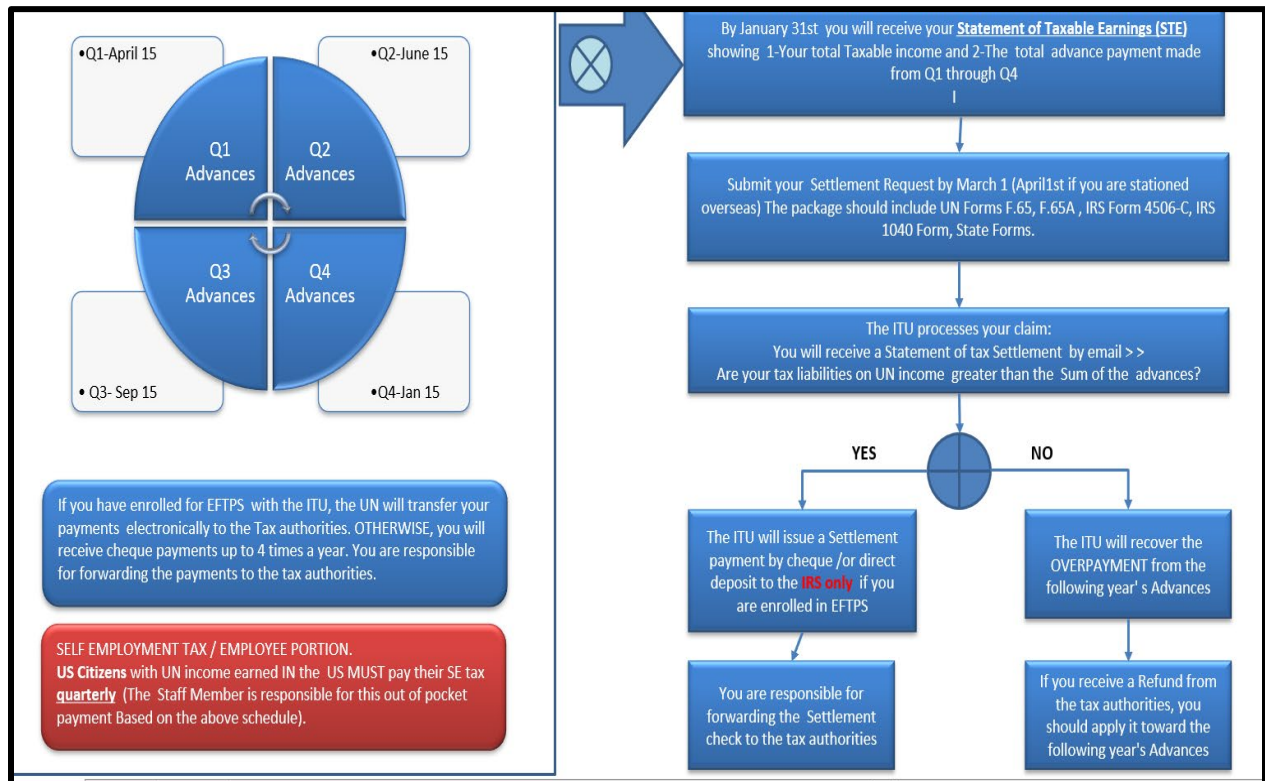 •Q1-April 15
•Q2-June 15
Q1
Advances
Q2
Advances
Q3
Advances
Q4
Advances
• Q3- Sep 15
•Q4-Jan 15
If you have enrolled for EFTPS with the ITU, the UN will transfer your
payments electronically to the Tax authorities. OTHERWISE, you will
receive cheque payments up to 4 times a year. You are responsible
for forwarding the payments to the tax authorities.
SELF EMPLOYMENT TAX / EMPLOYEE PORTION.
US Citizens with UN income earned IN the US MUST pay their SE tax
quarterly (The Staff Member is responsible for this out of pocket
payment Based on the above schedule).
By January 31st you will receive your Statement of Taxable Earnings (STE)
showing 1-Your total Taxable income and 2-The total advance payment made
from Q1 through Q4
I
Submit your Settlement Request by March 1 (April1st if you are stationed
overseas) The package should include UN Forms F.65, F.65A , IRS Form 4506-C, IRS
1040 Form, State Forms.
The ITU processes your claim:
You will receive a Statement of tax Settlement by email > >
Are your tax liabilities on UN income greater than the Sum of the advances?
YES
NO
The ITU will issue a Settlement
payment by cheque /or direct
deposit to the IRS only if you
are enrolled in EFTPS
The ITU will recover the
OVERPAYMENT from the
following year' s Advances
You are responsible for
forwarding the Settlement
check to the tax authorities
If you receive a Refund from
the tax authorities, you
should apply it toward the
following year's Advances